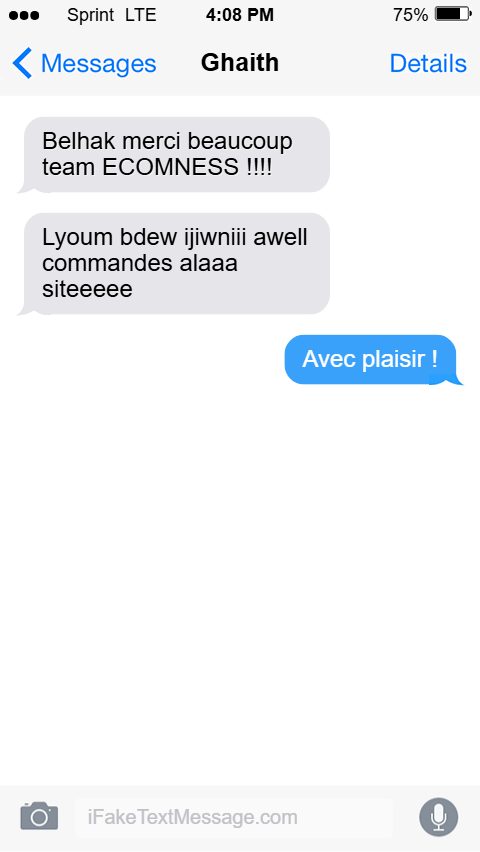 Sprint LTE 4:08 PM 75%
Messages Ghaith Details
Belhak merci beaucoup
team ECOMNESS !!!!
Lyoum bdew ijiwniii awell
commandes alaaa
siteeeee
Avec plaisir !
iFakeTextMessage.com